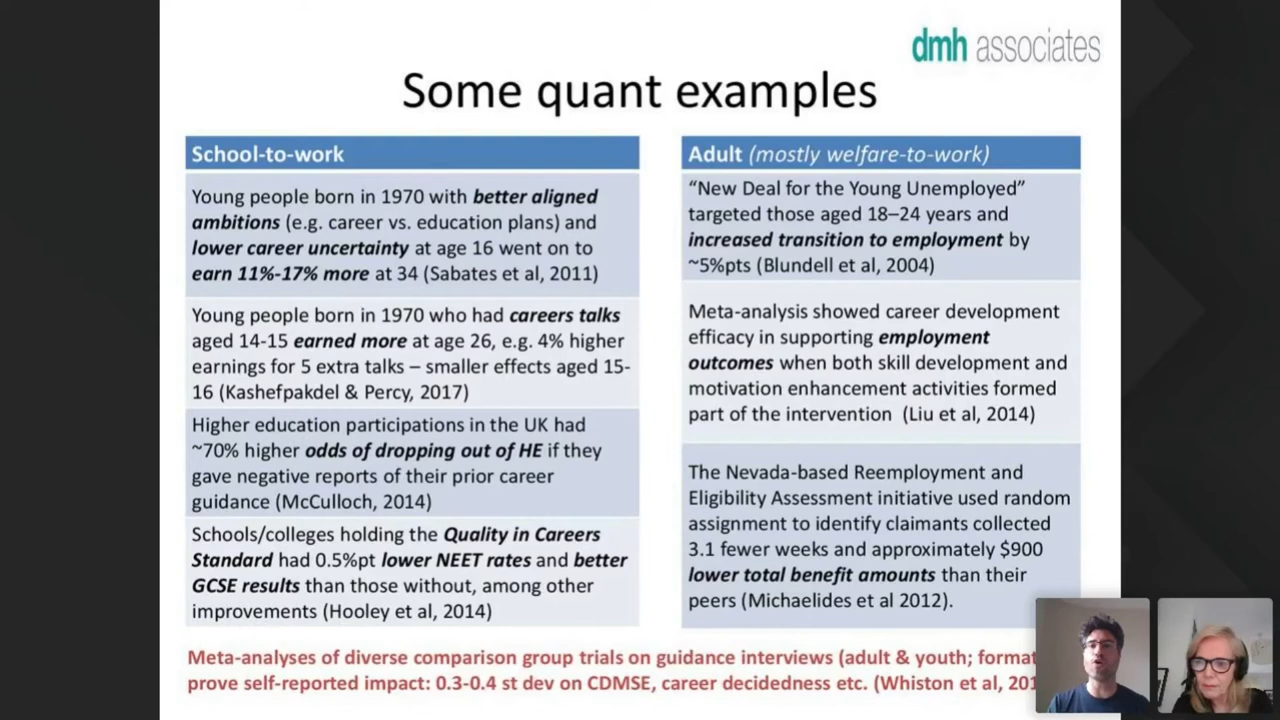 dmh associates
Some quant examples
School-to-work
Young people born in 1970 with better aligned
ambitions (e.g. career vs. education plans) and
lower career uncertainty at age 16 went on to
earn 11%-17% more at 34 (Sabates et al, 2011)
Young people born in 1970 who had careers talks
aged 14-15 earned more at age 26, e.g. 4% higher
earnings for 5 extra talks – smaller effects aged 15-
16 (Kashefpakdel & Percy, 2017)
Higher education participations in the UK had
~70% higher odds of dropping out of HE if they
gave negative reports of their prior career
guidance (McCulloch, 2014)
Schools/colleges holding the Quality in Careers
Standard had 0.5%pt lower NEET rates and better
GCSE results than those without, among other
improvements (Hooley et al, 2014)
Adult (mostly welfare-to-work)
“New Deal for the Young Unemployed”
targeted those aged 18–24 years and
increased transition to employment by
~5%pts (Blundell et al, 2004)
Meta-analysis showed career development
efficacy in supporting employment
outcomes when both skill development and
motivation enhancement activities formed
part of the intervention (Liu et al, 2014)
The Nevada-based Reemployment and
Eligibility Assessment initiative used random
assignment to identify claimants collected
3.1 fewer weeks and approximately $900
lower total benefit amounts than their
peers (Michaelides et al 2012).
Meta-analyses of diverse comparison group trials on guidance interviews (adult & youth; format
prove self-reported impact: 0.3-0.4 st dev on CDMSE, career decidedness etc. (Whiston et al, 201